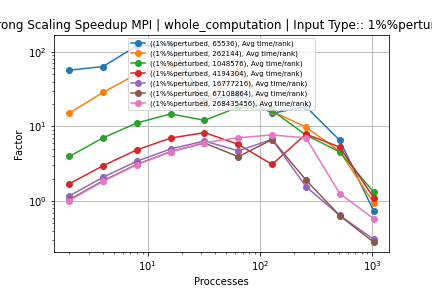 rong Scaling Speedup MPI | whole_computation | Input Type:: 1%%pertur
((1%%perturbed, 65536), Avg time/rank)
((1%%perturbed, 262144), Avg time/rank)
((1%%perturbed, 1048576), Avg time/rank)
((1%%perturbed, 4194304), Avg time/rank)
((1%%perturbed, 16777216), Avg time/rank)
((1%%perturbed, 67108864), Avg time/rank)
((1%%perturbed, 268435456), Avg time/rank)
Factor
10²
10¹
10⁰
10¹ 10² 10³
Proccesses